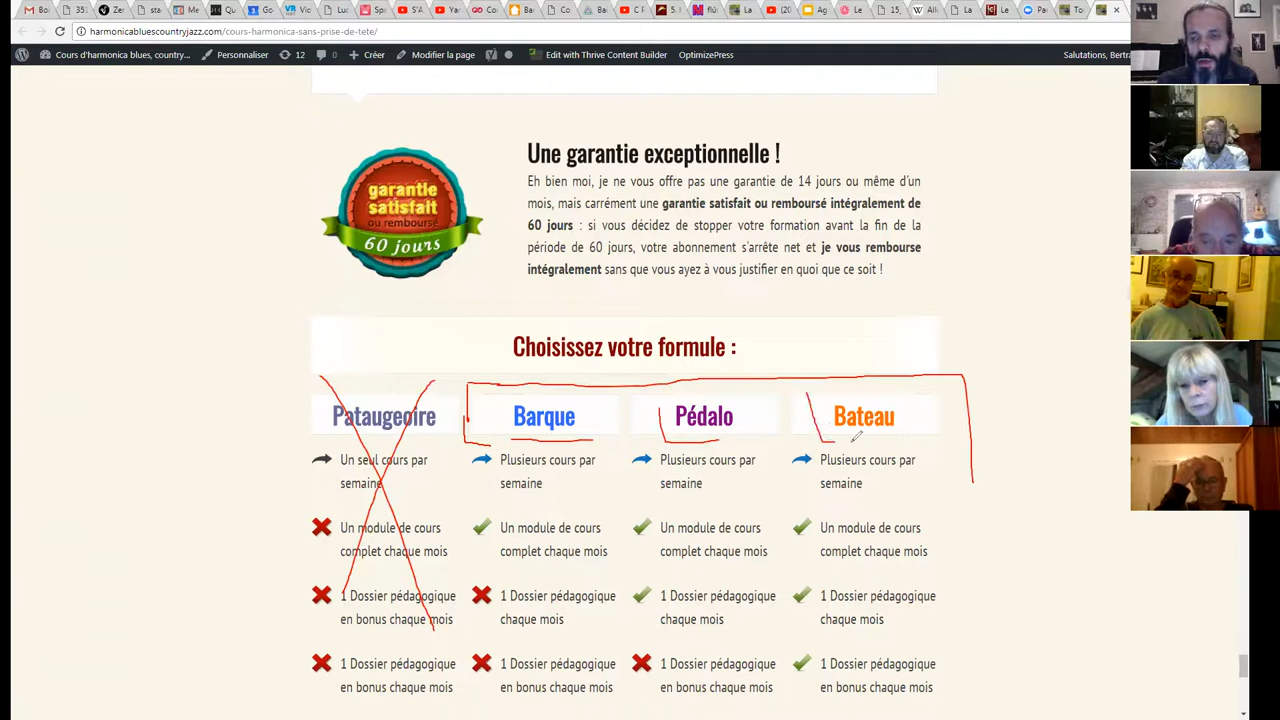 harmonicabluescountryjazz.com/cours-harmonica-sans-prise-de-tete/
Cours d'harmonica blues, country... Personnaliser 12 0 Créer Modifier la page Edit with Thrive Content Builder OptimizePress Salutations, Bertra
garantie
satisfait
ou remboursé
60 jours
Une garantie exceptionnelle !
Eh bien moi, je ne vous offre pas une garantie de 14 jours ou même d'un
mois, mais carrément une garantie satisfait ou remboursé intégralement de
60 jours : si vous décidez de stopper votre formation avant la fin de la
période de 60 jours, votre abonnement s'arrête net et je vous rembourse
intégralement sans que vous ayez à vous justifier en quoi que ce soit !
Choisissez votre formule :
Pataugeoire Barque Pédalo Bateau
Un seul cours par Plusieurs cours par Plusieurs cours par Plusieurs cours par
semaine semaine semaine semaine
Un module de cours Un module de cours Un module de cours Un module de cours
complet chaque mois complet chaque mois complet chaque mois complet chaque mois
1 Dossier pédagogique 1 Dossier pédagogique 1 Dossier pédagogique 1 Dossier pédagogique
en bonus chaque mois chaque mois chaque mois chaque mois
1 Dossier pédagogique 1 Dossier pédagogique 1 Dossier pédagogique 1 Dossier pédagogique
en bonus chaque mois en bonus chaque mois en bonus chaque mois en bonus chaque mois